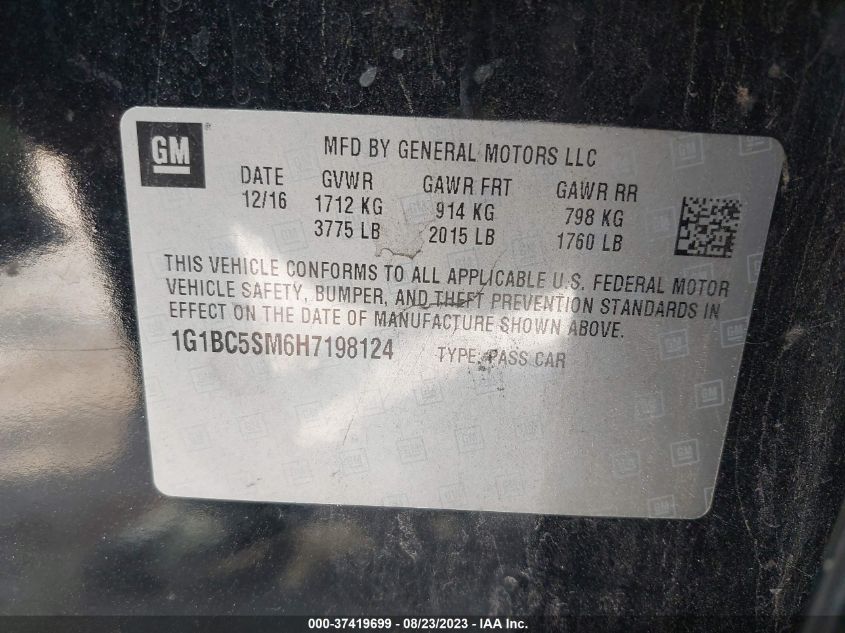 GM
MFD BY GENERAL MOTORS LLC
DATE GVWR GAWR FRT GAWR RR
12/16 1712 KG 914 KG 798 KG
3775 LB 2015 LB 1760 LB
THIS VEHICLE CONFORMS TO ALL APPLICABLE U.S. FEDERAL MOTOR
VEHICLE SAFETY, BUMPER, AND THEFT PREVENTION STANDARDS IN
EFFECT ON THE DATE OF MANUFACTURE SHOWN ABOVE.
1G1BC5SM6H7198124 TYPE: PASS CAR
000-37419699 - 08/23/2023 - IAA Inc.